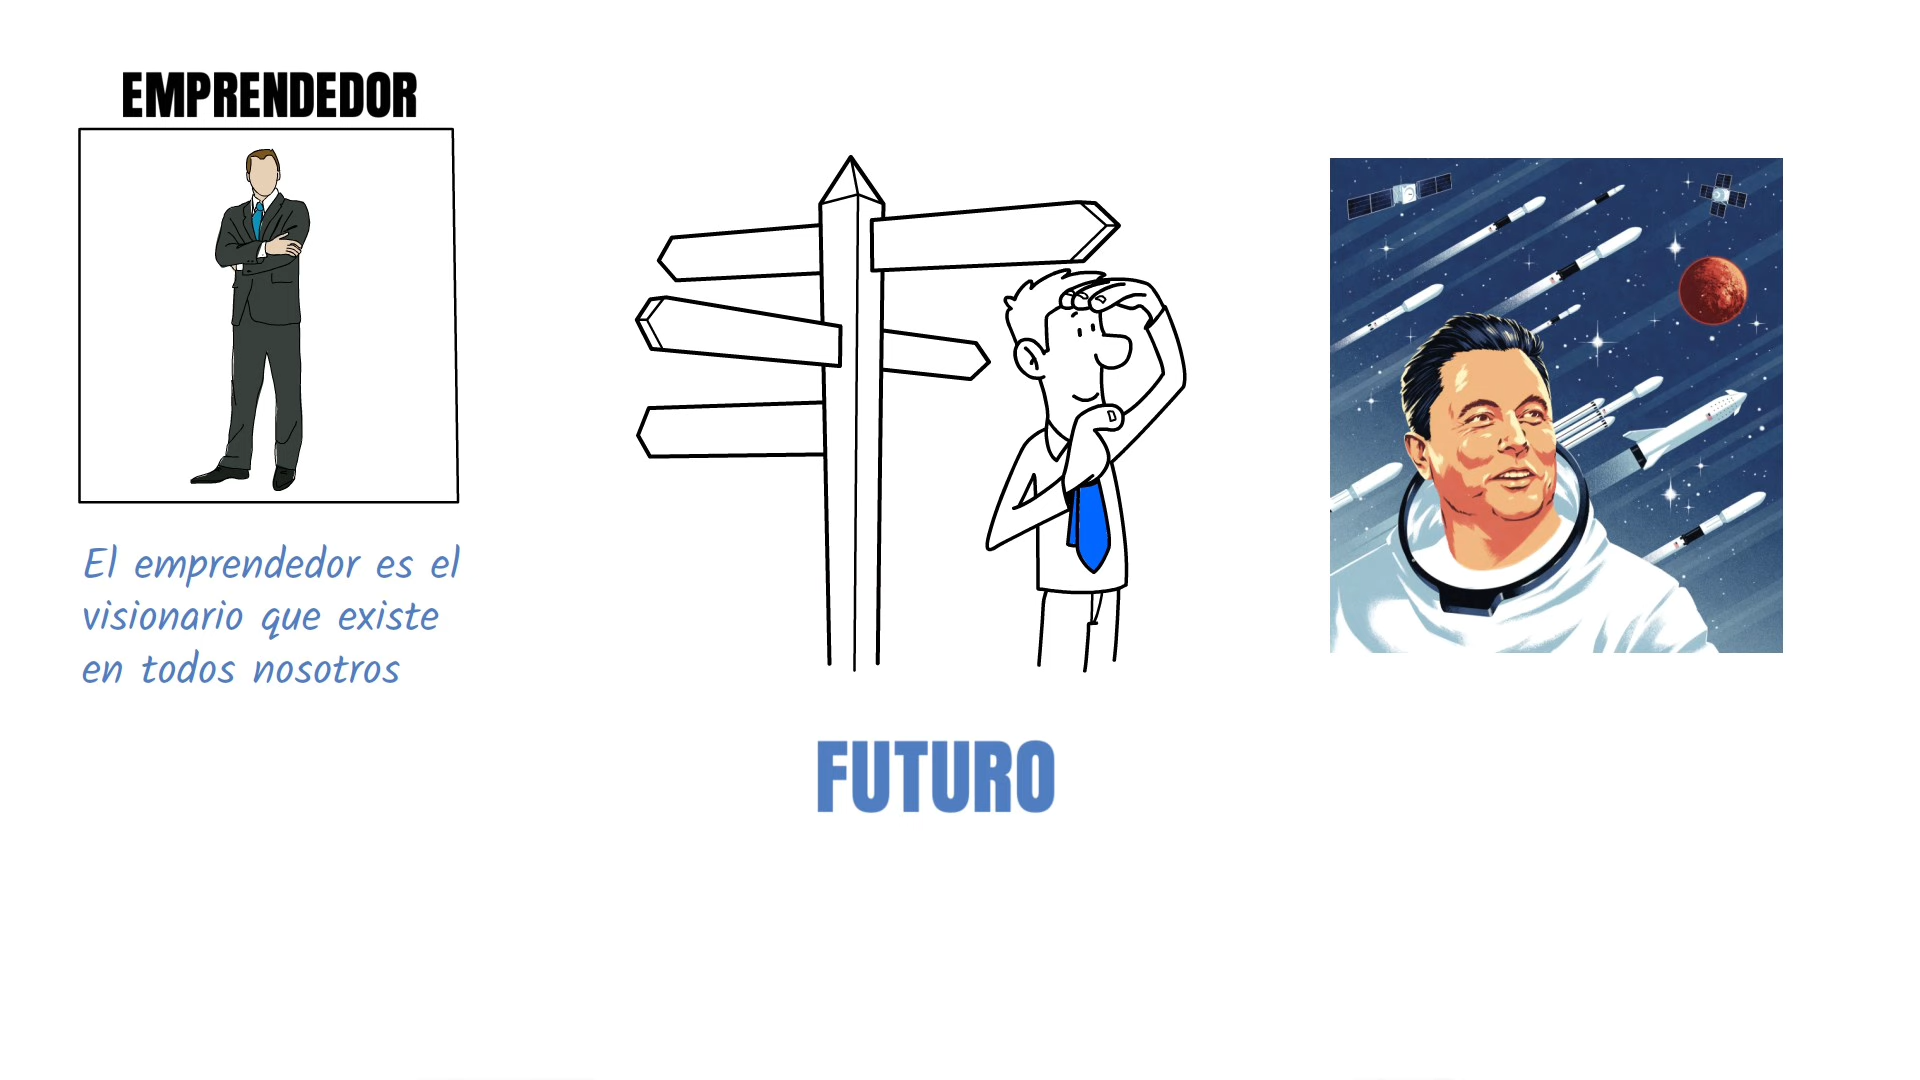 EMPRENDEDOR
El emprendedor es el
visionario que existe
en todos nosotros
FUTURO